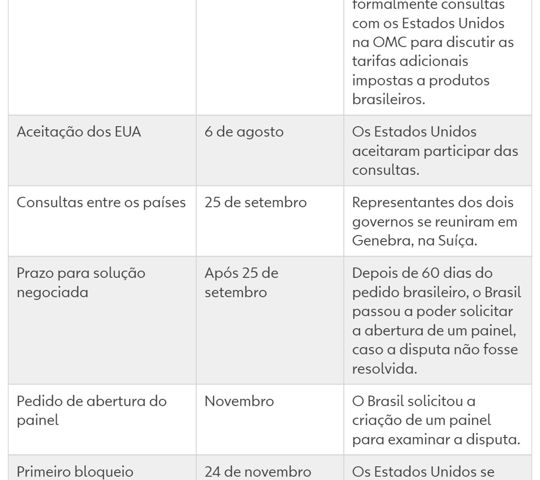 formalmente consultas
com os Estados Unidos
na OMC para discutir as
tarifas adicionais
impostas a produtos
brasileiros.
Aceitação dos EUA
6 de agosto
Os Estados Unidos
aceitaram participar das
consultas.
Consultas entre os países
25 de setembro
Representantes dos dois
governos se reuniram em
Genebra, na Suíça.
Prazo para solução
negociada
Após 25 de
setembro
Depois de 60 dias do
pedido brasileiro, o Brasil
passou a poder solicitar
a abertura de um painel,
caso a disputa não fosse
resolvida.
Pedido de abertura do
painel
Novembro
O Brasil solicitou a
criação de um painel
para examinar a disputa.
Primeiro bloqueio
24 de novembro
Os Estados Unidos se